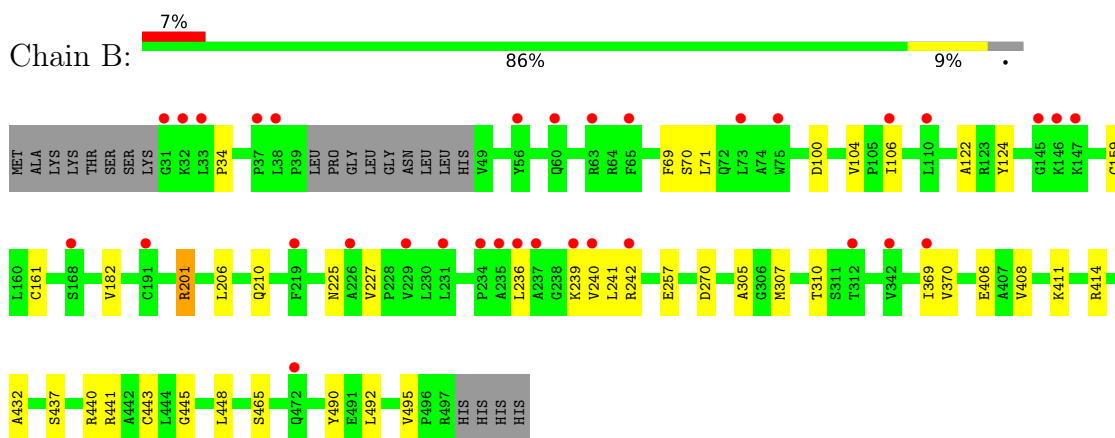 7%
Chain B:
86% 9% •
MET ALA LYS LYS THR SER SER LYS G31 K32 L33 P34 P37 L38 P39 LEU PRO GLY LEU GLY ASN LEU LEU HIS V49 Y56 Q60 R63 R64 F65 F69 S70 L71 Q72 L73 A74 W75 D100 V104 P105 I106 L110 A122 R123 Y124 G145 K146 K147 G159
L160 C161 S168 V182 C191 R201 L206 Q210 F219 N225 A226 V227 P228 V229 L230 L231 P234 A235 L236 A237 G238 K239 V240 L241 R242 E257 D270 A305 G306 M307 T310 S311 T312 V342 I369 V370 E406 A407 V408 K411 R414
A432 S437 R440 R441 A442 C443 L444 G445 L448 S465 Q472 Y490 E491 L492 V495 P496 R497 HIS HIS HIS HIS